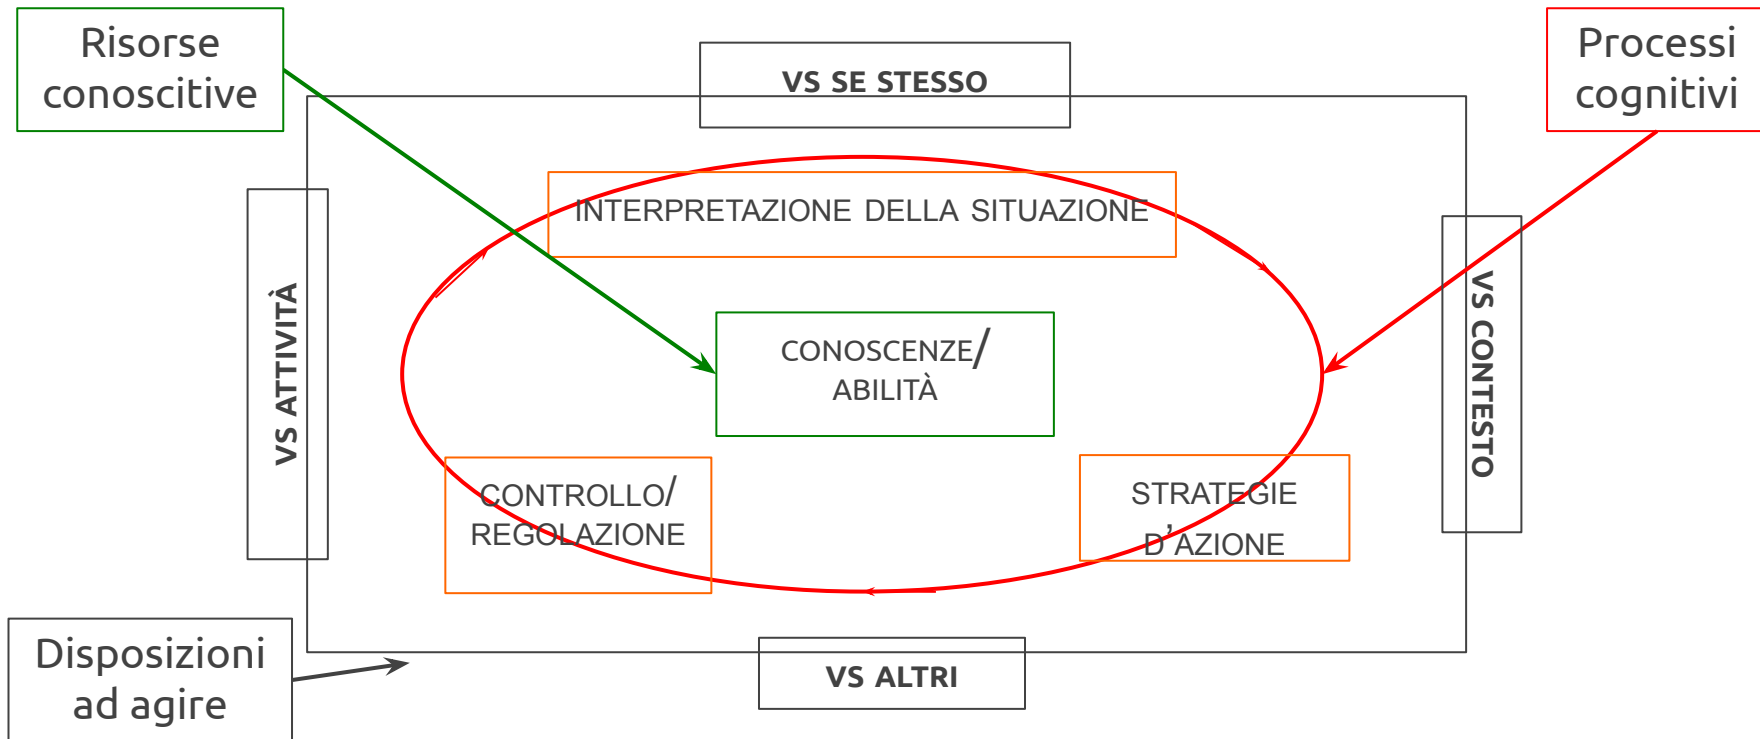 Risorse
conoscitive
Processi
cognitivi
VS SE STESSO
INTERPRETAZIONE DELLA SITUAZIONE
VS ATTIVITÀ
VS CONTESTO
CONOSCENZE/
ABILITÀ
CONTROLLO/
REGOLAZIONE
STRATEGIE
D’AZIONE
Disposizioni
ad agire
VS ALTRI